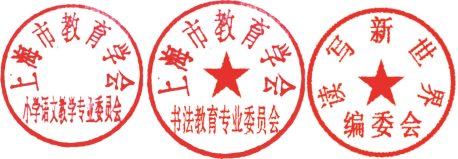 上海市教育学会
小学语文教学专业委员会
上海市教育学会
书法教育专业委员会
读写新世界
编委会